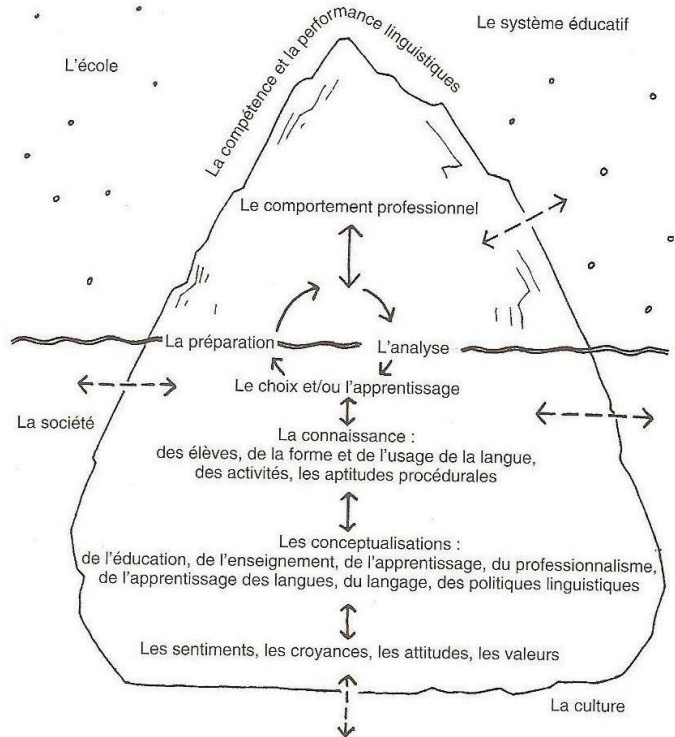 Le système éducatif
L'école
La compétence et la performance linguistiques
Le comportement professionnel
La préparation
L'analyse
Le choix et/ou l'apprentissage
La société
La connaissance :
des élèves, de la forme et de l'usage de la langue,
des activités, les aptitudes procédurales
Les conceptualisations :
de l'éducation, de l'enseignement, de l'apprentissage, du professionnalisme,
de l'apprentissage des langues, du langage, des politiques linguistiques
Les sentiments, les croyances, les attitudes, les valeurs
La culture